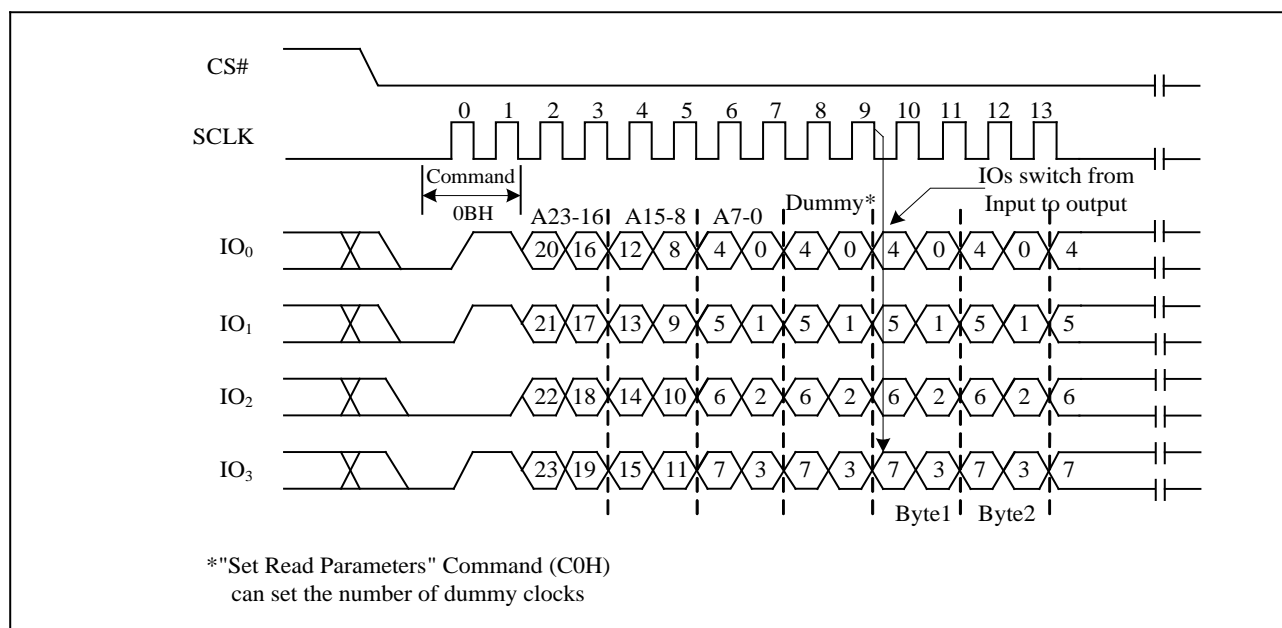 CS#
0 1 2 3 4 5 6 7 8 9 10 11 12 13
SCLK
Command
0BH
IOs switch from
Input to output
A23-16 A15-8 A7-0 Dummy*
IO0 20 16 12 8 4 0 4 0 4 0 4 0 4
IO1 21 17 13 9 5 1 5 1 5 1 5 1 5
IO2 22 18 14 10 6 2 6 2 6 2 6 2 6
IO3 23 19 15 11 7 3 7 3 7 3 7 3 7
Byte1 Byte2
*"Set Read Parameters" Command (C0H)
can set the number of dummy clocks